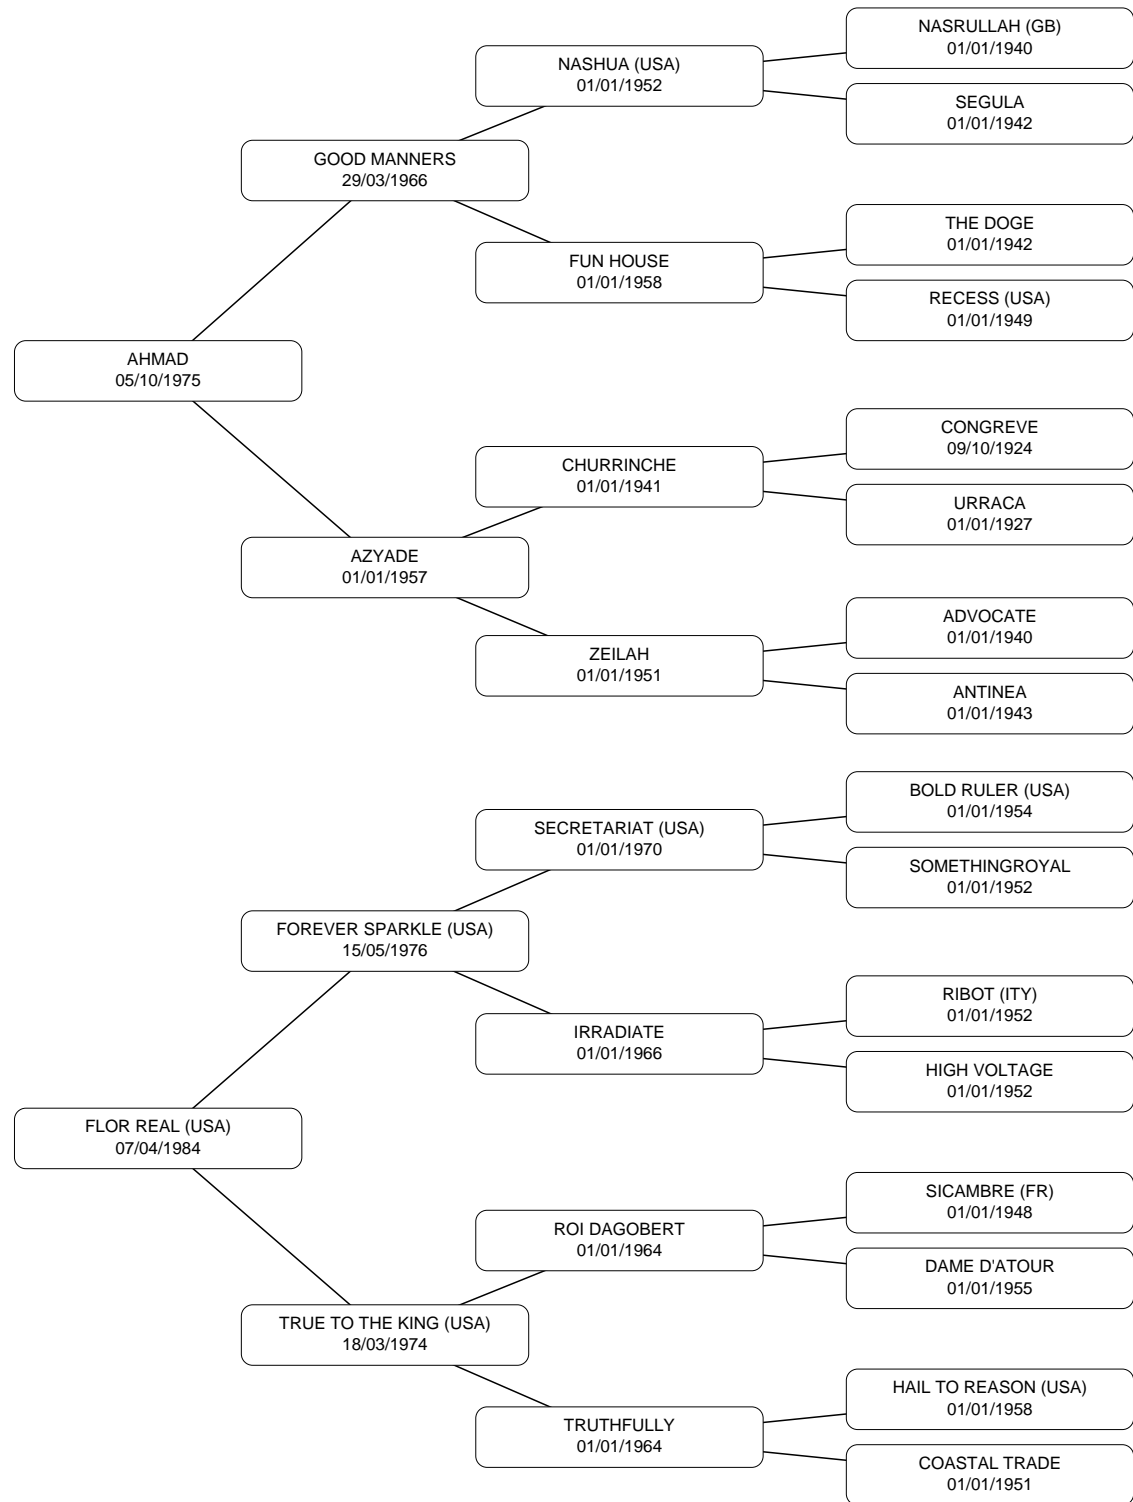 NASRULLAH (GB)
01/01/1940
NASHUA (USA)
01/01/1952
SEGULA
01/01/1942
GOOD MANNERS
29/03/1966
THE DOGE
01/01/1942
FUN HOUSE
01/01/1958
RECESS (USA)
01/01/1949
AHMAD
05/10/1975
CONGREVE
09/10/1924
CHURRINCHE
01/01/1941
URRACA
01/01/1927
AZYADE
01/01/1957
ADVOCATE
01/01/1940
ZEILAH
01/01/1951
ANTINEA
01/01/1943
BOLD RULER (USA)
01/01/1954
SECRETARIAT (USA)
01/01/1970
SOMETHINGROYAL
01/01/1952
FOREVER SPARKLE (USA)
15/05/1976
RIBOT (ITY)
01/01/1952
IRRADIATE
01/01/1966
HIGH VOLTAGE
01/01/1952
FLOR REAL (USA)
07/04/1984
SICAMBRE (FR)
01/01/1948
ROI DAGOBERT
01/01/1964
DAME D'ATOUR
01/01/1955
TRUE TO THE KING (USA)
18/03/1974
HAIL TO REASON (USA)
01/01/1958
TRUTHFULLY
01/01/1964
COASTAL TRADE
01/01/1951